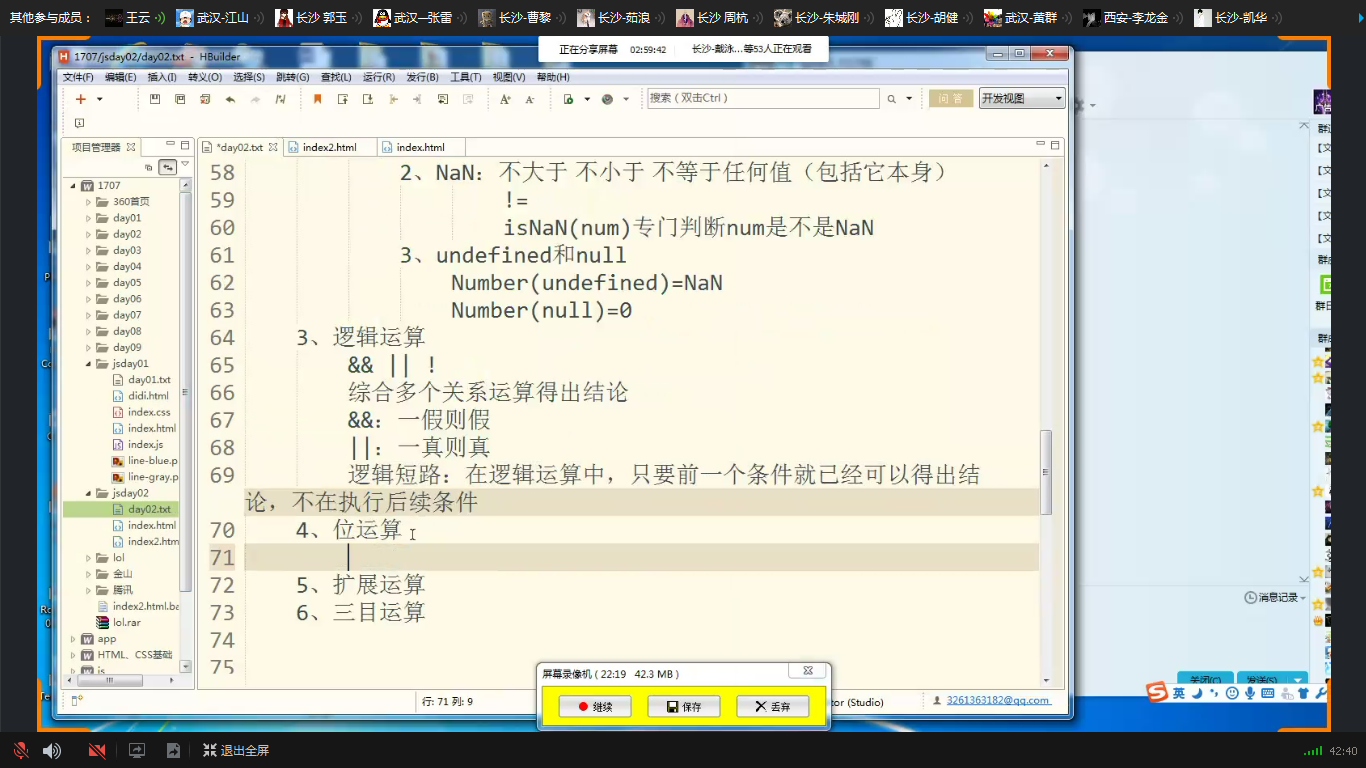 其他参与成员： 王云 武汉-江山 长沙 郭玉 武汉—张雷 长沙-曹黎 长沙-茹浪 长沙 周杭 长沙-朱城刚 长沙-胡健 武汉-黄群 西安-李龙金 长沙-凯华
正在分享屏幕 02:59:42 长沙-戴泳...等53人正在观看
1707/jsday02/day02.txt - HBuilder
文件(F) 编辑(E) 插入(I) 转义(O) 选择(S) 跳转(G) 查找(L) 运行(R) 发行(B) 工具(T) 视图(V) 帮助(H)
搜索（双击Ctrl）
问 答
开发视图
项目管理器
*day02.txt
index2.html
index.html
1707
360首页
day01
day02
day03
day04
day05
day06
day07
day08
day09
jsday01
day01.txt
didi.html
index.css
index.html
index.js
line-blue.p
line-gray.p
jsday02
day02.txt
index.html
index2.htm
lol
金山
腾讯
index2.html.ba
lol.rar
app
HTML、CSS基础
js
58 2、NaN：不大于 不小于 不等于任何值（包括它本身）
59 !=
60 isNaN(num)专门判断num是不是NaN
61 3、undefined和null
62 Number(undefined)=NaN
63 Number(null)=0
64 3、逻辑运算
65 && || !
66 综合多个关系运算得出结论
67 &&：一假则假
68 ||：一真则真
69 逻辑短路：在逻辑运算中，只要前一个条件就已经可以得出结
论，不在执行后续条件
70 4、位运算
71
72 5、扩展运算
73 6、三目运算
74
75
行: 71 列: 9
tor (Studio)
3261363182@qq.com
屏幕录像机 ( 22:19 42.3 MB )
继续
保存
丢弃
消息记录
关闭(C)
发送(S)
英
退出全屏
42:40